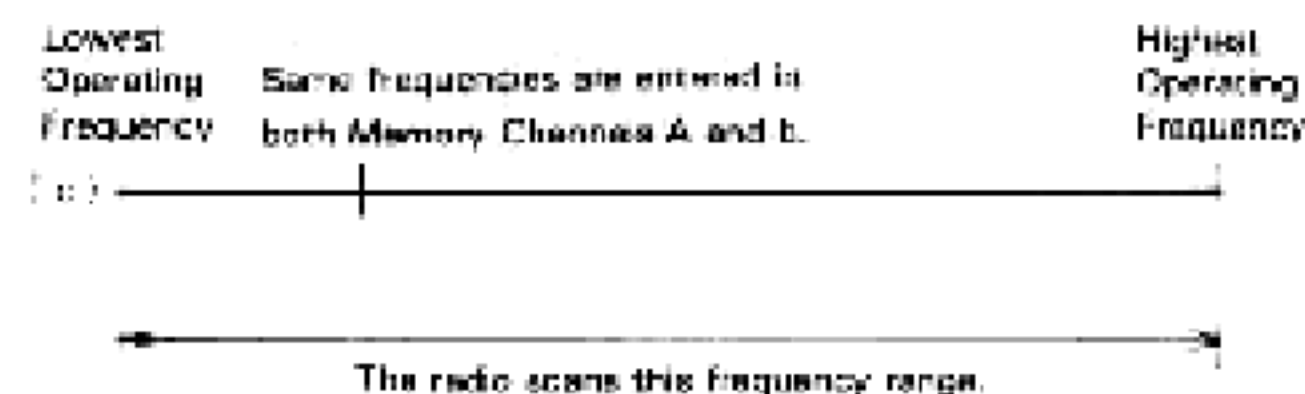 Lowest
Operating
Frequency
Same frequencies are entered in
both Memory Channels A and b.
Highest
Operating
Frequency
The radio scans this frequency range.